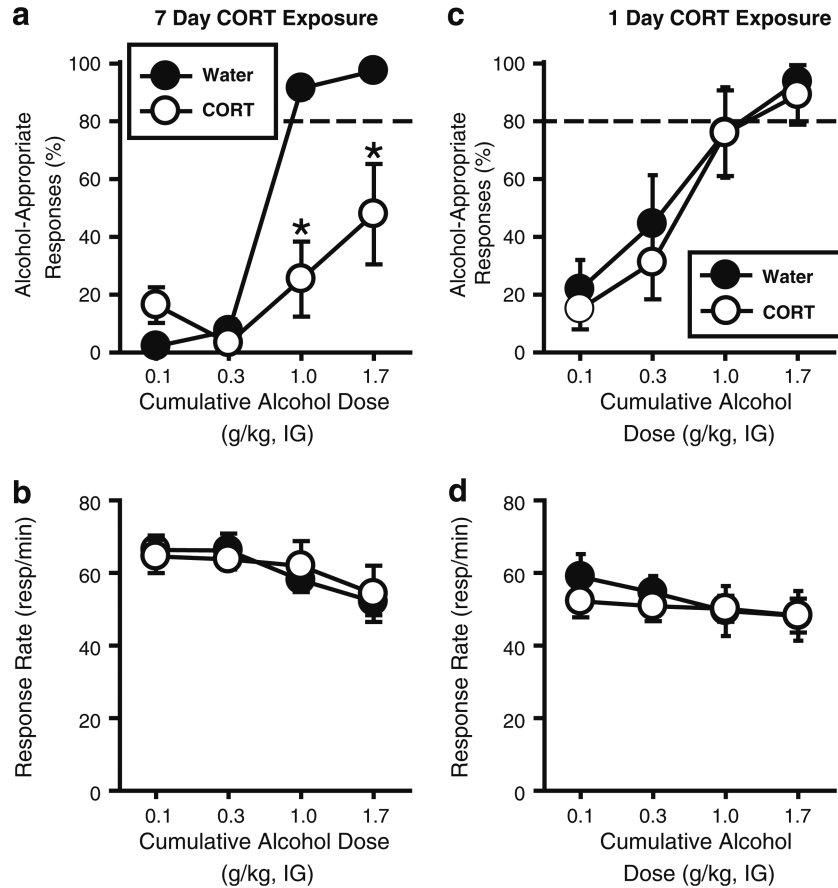 a
7 Day CORT Exposure
Alcohol-Appropriate
Responses (%)
100
80
60
40
20
0
Water
CORT
*
*
0.1
0.3
1.0
1.7
Cumulative Alcohol Dose
(g/kg, IG)
c
1 Day CORT Exposure
Alcohol-Appropriate
Responses (%)
100
80
60
40
20
0
Water
CORT
0.1
0.3
1.0
1.7
Cumulative Alcohol
Dose (g/kg, IG)
b
Response Rate (resp/min)
80
60
40
20
0
0.1
0.3
1.0
1.7
Cumulative Alcohol Dose
(g/kg, IG)
d
Response Rate (resp/min)
80
60
40
20
0
0.1
0.3
1.0
1.7
Cumulative Alcohol
Dose (g/kg, IG)